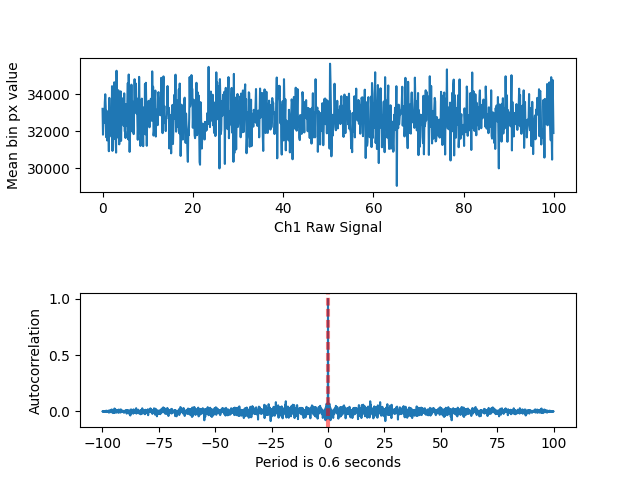 Mean bin px value
34000
32000
30000
0 20 40 60 80 100
Ch1 Raw Signal
Autocorrelation
1.0
0.5
0.0
−100 −75 −50 −25 0 25 50 75 100
Period is 0.6 seconds